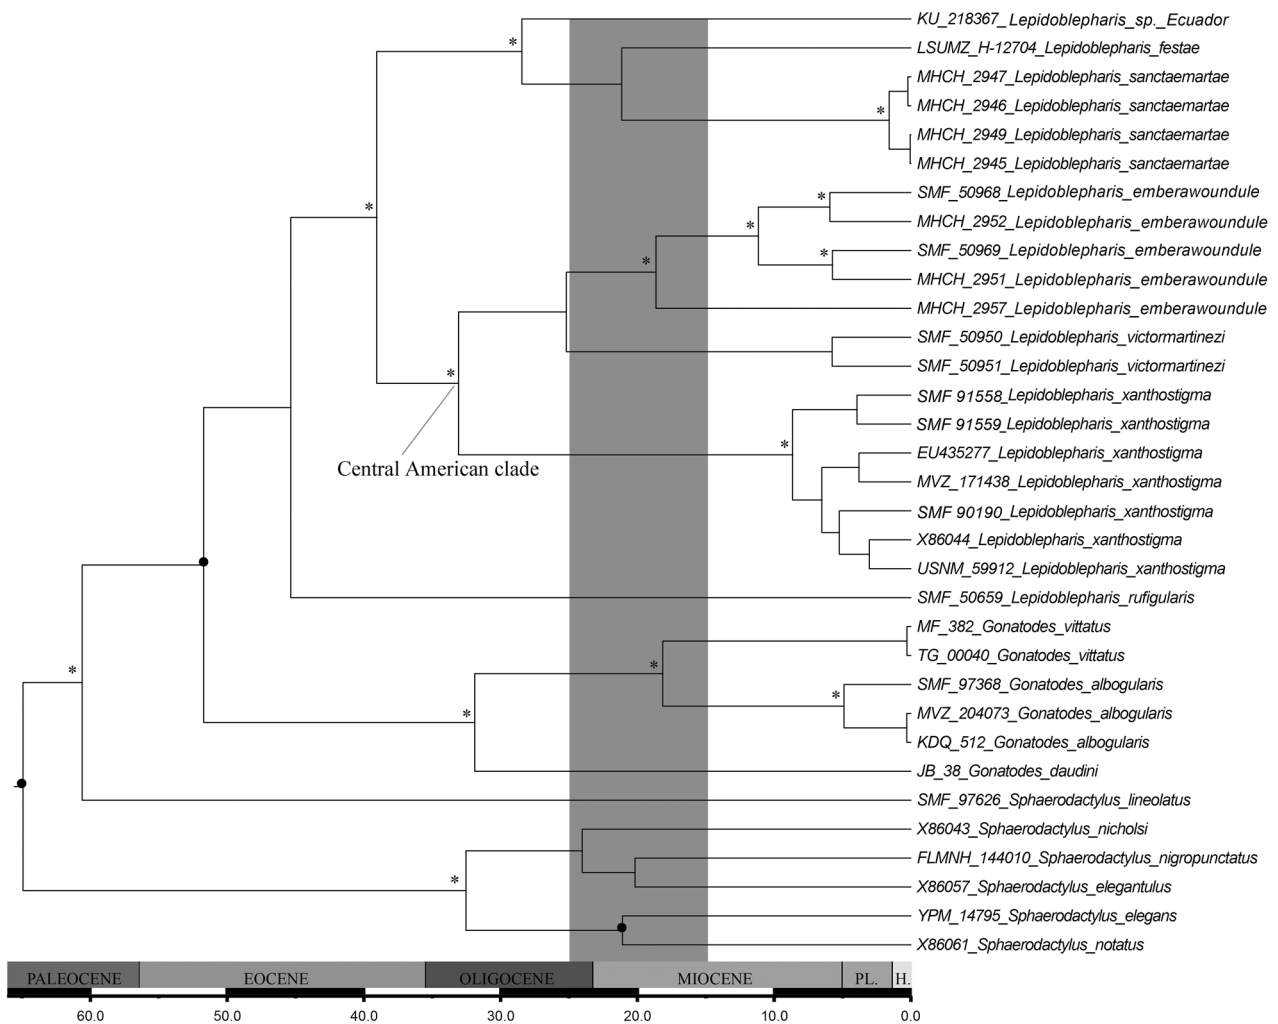 KU_218367_Lepidoblepharis_sp._Ecuador
*
LSUMZ_H-12704_Lepidoblepharis_festae
MHCH_2947_Lepidoblepharis_sanctaemartae
MHCH_2946_Lepidoblepharis_sanctaemartae
*
MHCH_2949_Lepidoblepharis_sanctaemartae
MHCH_2945_Lepidoblepharis_sanctaemartae
SMF_50968_Lepidoblepharis_emberawoundule
*
*
MHCH_2952_Lepidoblepharis_emberawoundule
*
SMF_50969_Lepidoblepharis_emberawoundule
*
*
MHCH_2951_Lepidoblepharis_emberawoundule
MHCH_2957_Lepidoblepharis_emberawoundule
SMF_50950_Lepidoblepharis_victormartinezi
SMF_50951_Lepidoblepharis_victormartinezi
*
SMF 91558_Lepidoblepharis_xanthostigma
SMF 91559_Lepidoblepharis_xanthostigma
*
EU435277_Lepidoblepharis_xanthostigma
Central American clade
MVZ_171438_Lepidoblepharis_xanthostigma
SMF 90190_Lepidoblepharis_xanthostigma
X86044_Lepidoblepharis_xanthostigma
USNM_59912_Lepidoblepharis_xanthostigma
SMF_50659_Lepidoblepharis_rufigularis
MF_382_Gonatodes_vittatus
TG_00040_Gonatodes_vittatus
*
*
SMF_97368_Gonatodes_albogularis
*
*
MVZ_204073_Gonatodes_albogularis
KDQ_512_Gonatodes_albogularis
JB_38_Gonatodes_daudini
SMF_97626_Sphaerodactylus_lineolatus
X86043_Sphaerodactylus_nicholsi
FLMNH_144010_Sphaerodactylus_nigropunctatus
*
X86057_Sphaerodactylus_elegantulus
YPM_14795_Sphaerodactylus_elegans
X86061_Sphaerodactylus_notatus
PALEOCENE EOCENE OLIGOCENE MIOCENE PL. H.
60.0 50.0 40.0 30.0 20.0 10.0 0.0